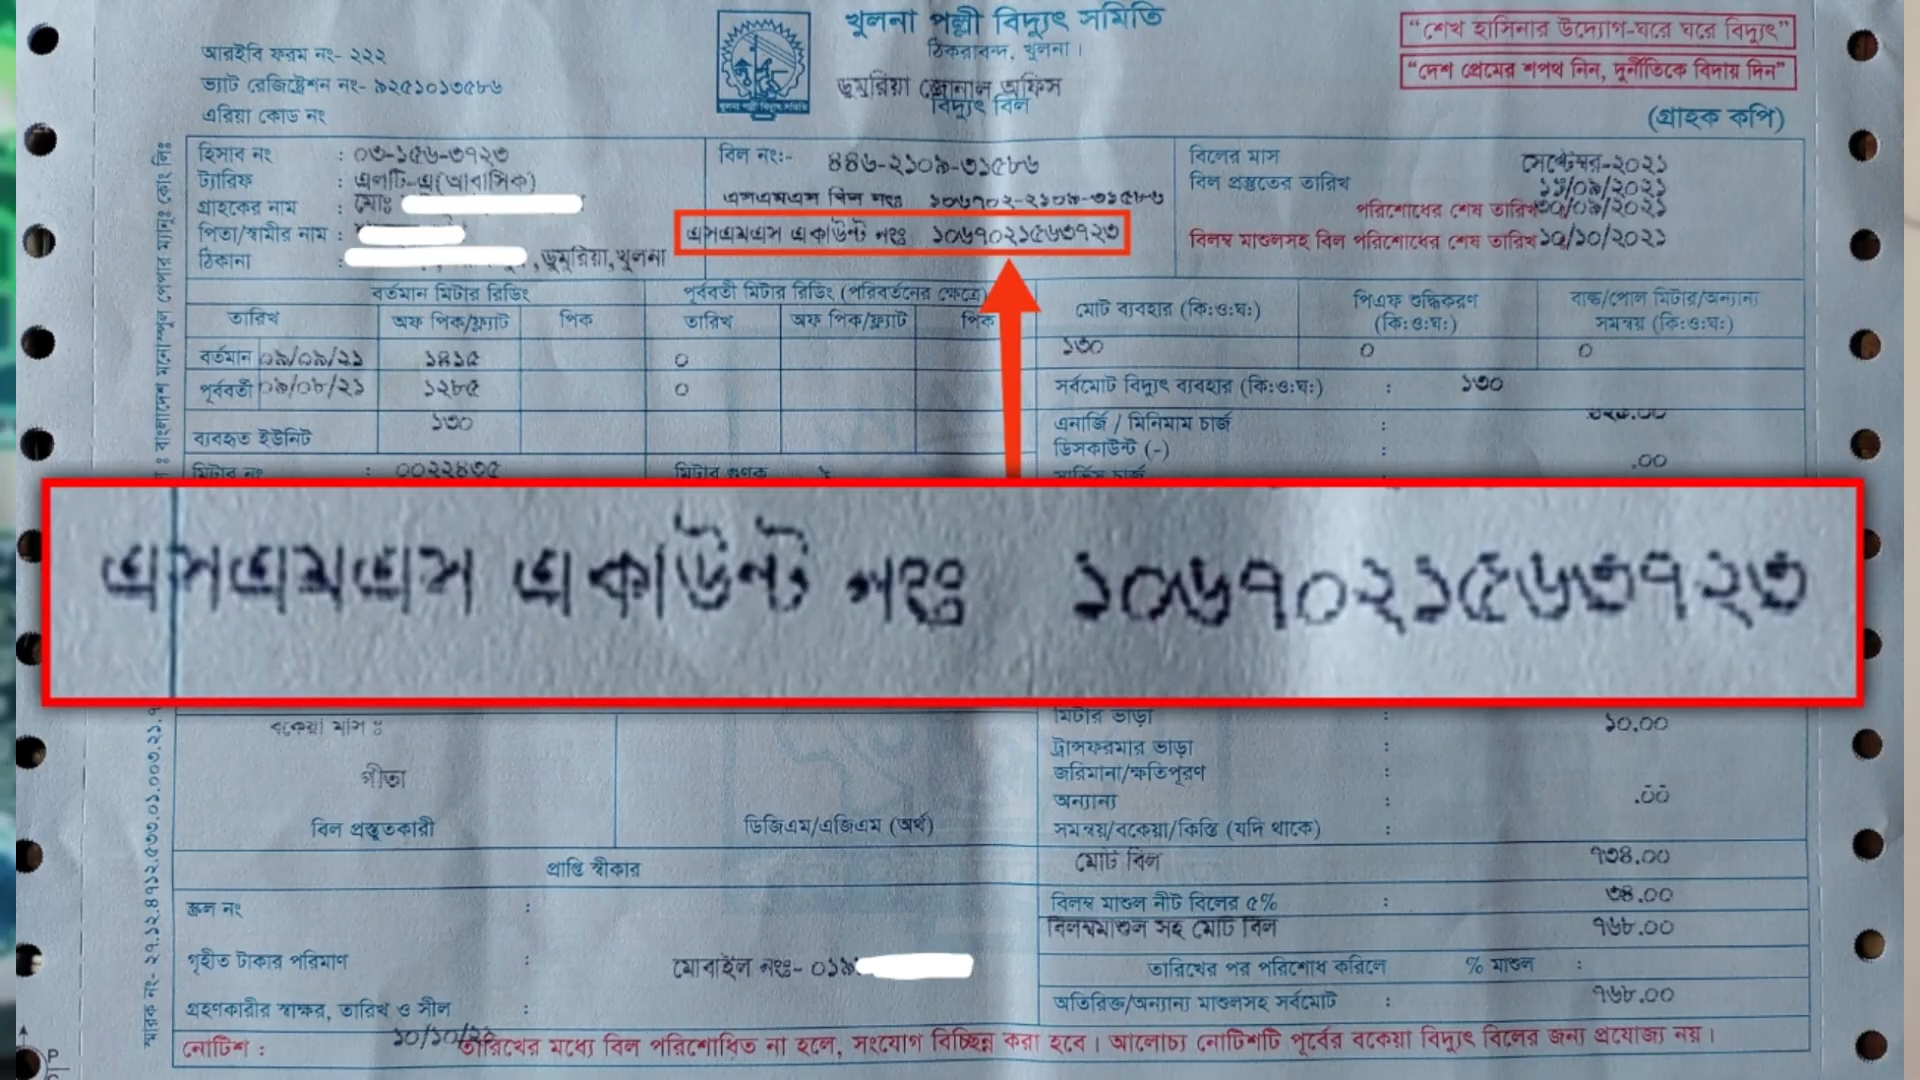 খুলনা পল্লী বিদ্যুৎ সমিতি
ঠিকরাবন্দ, খুলনা।
ডুমুরিয়া জোনাল অফিস
বিদ্যুৎ বিল
আরইবি ফরম নং- ২২২
ভ্যাট রেজিষ্ট্রেশন নং- ৯২৫১০১৩৫৮৬
এরিয়া কোড নং
“শেখ হাসিনার উদ্যোগ-ঘরে ঘরে বিদ্যুৎ”
“দেশ প্রেমের শপথ নিন, দুর্নীতিকে বিদায় দিন”
(গ্রাহক কপি)
হিসাব নং : ০৩-১৫৬-৩৭২৩
ট্যারিফ : এলটি-এ(আবাসিক)
গ্রাহকের নাম : মোঃ
পিতা/স্বামীর নাম :
ঠিকানা : ,ডুমুরিয়া,খুলনা
বিল নং:- ৪৪৬-২১০৯-৩১৫৮৬
এসএমএস বিল নংঃ ১০৬৭০২-২১০৯-৩১৫৮৬
এসএমএস একাউন্ট নংঃ ১০৬৭০২১৫৬৩৭২৩
বিলের মাস সেপ্টেম্বর-২০২১
বিল প্রস্তুতের তারিখ /০৯/২০২১
পরিশোধের শেষ তারিখ ৩০/০৯/২০২১
বিলম্ব মাশুলসহ বিল পরিশোধের শেষ তারিখ ১০/১০/২০২১
বর্তমান মিটার রিডিং পূর্ববর্তী মিটার রিডিং (পরিবর্তনের ক্ষেত্রে)
তারিখ অফ পিক/ফ্ল্যাট পিক তারিখ অফ পিক/ফ্ল্যাট পিক
বর্তমান ০৯/০৯/২১ ১৪১৫ ০
পূর্ববর্তী ০৯/০৮/২১ ১২৮৫ ০
ব্যবহৃত ইউনিট ১৩০
মিটার নং : ০০২২৪৩৫ মিটার গুণক ১
মোট ব্যবহার (কি:ও:ঘ:) পিএফ শুদ্ধিকরণ (কি:ও:ঘ:) বাল্ক/পোল মিটার/অন্যান্য সমন্বয় (কি:ও:ঘ:)
১৩০ ০ ০
সর্বমোট বিদ্যুৎ ব্যবহার (কি:ও:ঘ:) : ১৩০
এনার্জি / মিনিমাম চার্জ :
ডিসকাউন্ট (-) : .০০
সার্ভিস চার্জ
এসএমএস একাউন্ট নংঃ ১০৬৭০২১৫৬৩৭২৩
বকেয়া মাস ঃ
গীতা
বিল প্রস্তুতকারী ডিজিএম/এজিএম (অর্থ)
প্রাপ্তি স্বীকার
স্ক্রল নং :
গৃহীত টাকার পরিমাণ : মোবাইল নংঃ- ০১৯
গ্রহণকারীর স্বাক্ষর, তারিখ ও সীল :
মিটার ভাড়া : ১০.০০
ট্রান্সফরমার ভাড়া :
জরিমানা/ক্ষতিপূরণ :
অন্যান্য : .০০
সমন্বয়/বকেয়া/কিস্তি (যদি থাকে) :
মোট বিল ৭৩৪.০০
বিলম্ব মাশুল নীট বিলের ৫% : ৩৪.০০
বিলম্বমাশুল সহ মোট বিল ৭৬৮.০০
তারিখের পর পরিশোধ করিলে % মাশুল :
অতিরিক্ত/অন্যান্য মাশুলসহ সর্বমোট : ৭৬৮.০০
নোটিশ : ১০/১০/২১ তারিখের মধ্যে বিল পরিশোধিত না হলে, সংযোগ বিচ্ছিন্ন করা হবে। আলোচ্য নোটিশটি পূর্বের বকেয়া বিদ্যুৎ বিলের জন্য প্রযোজ্য নয়।